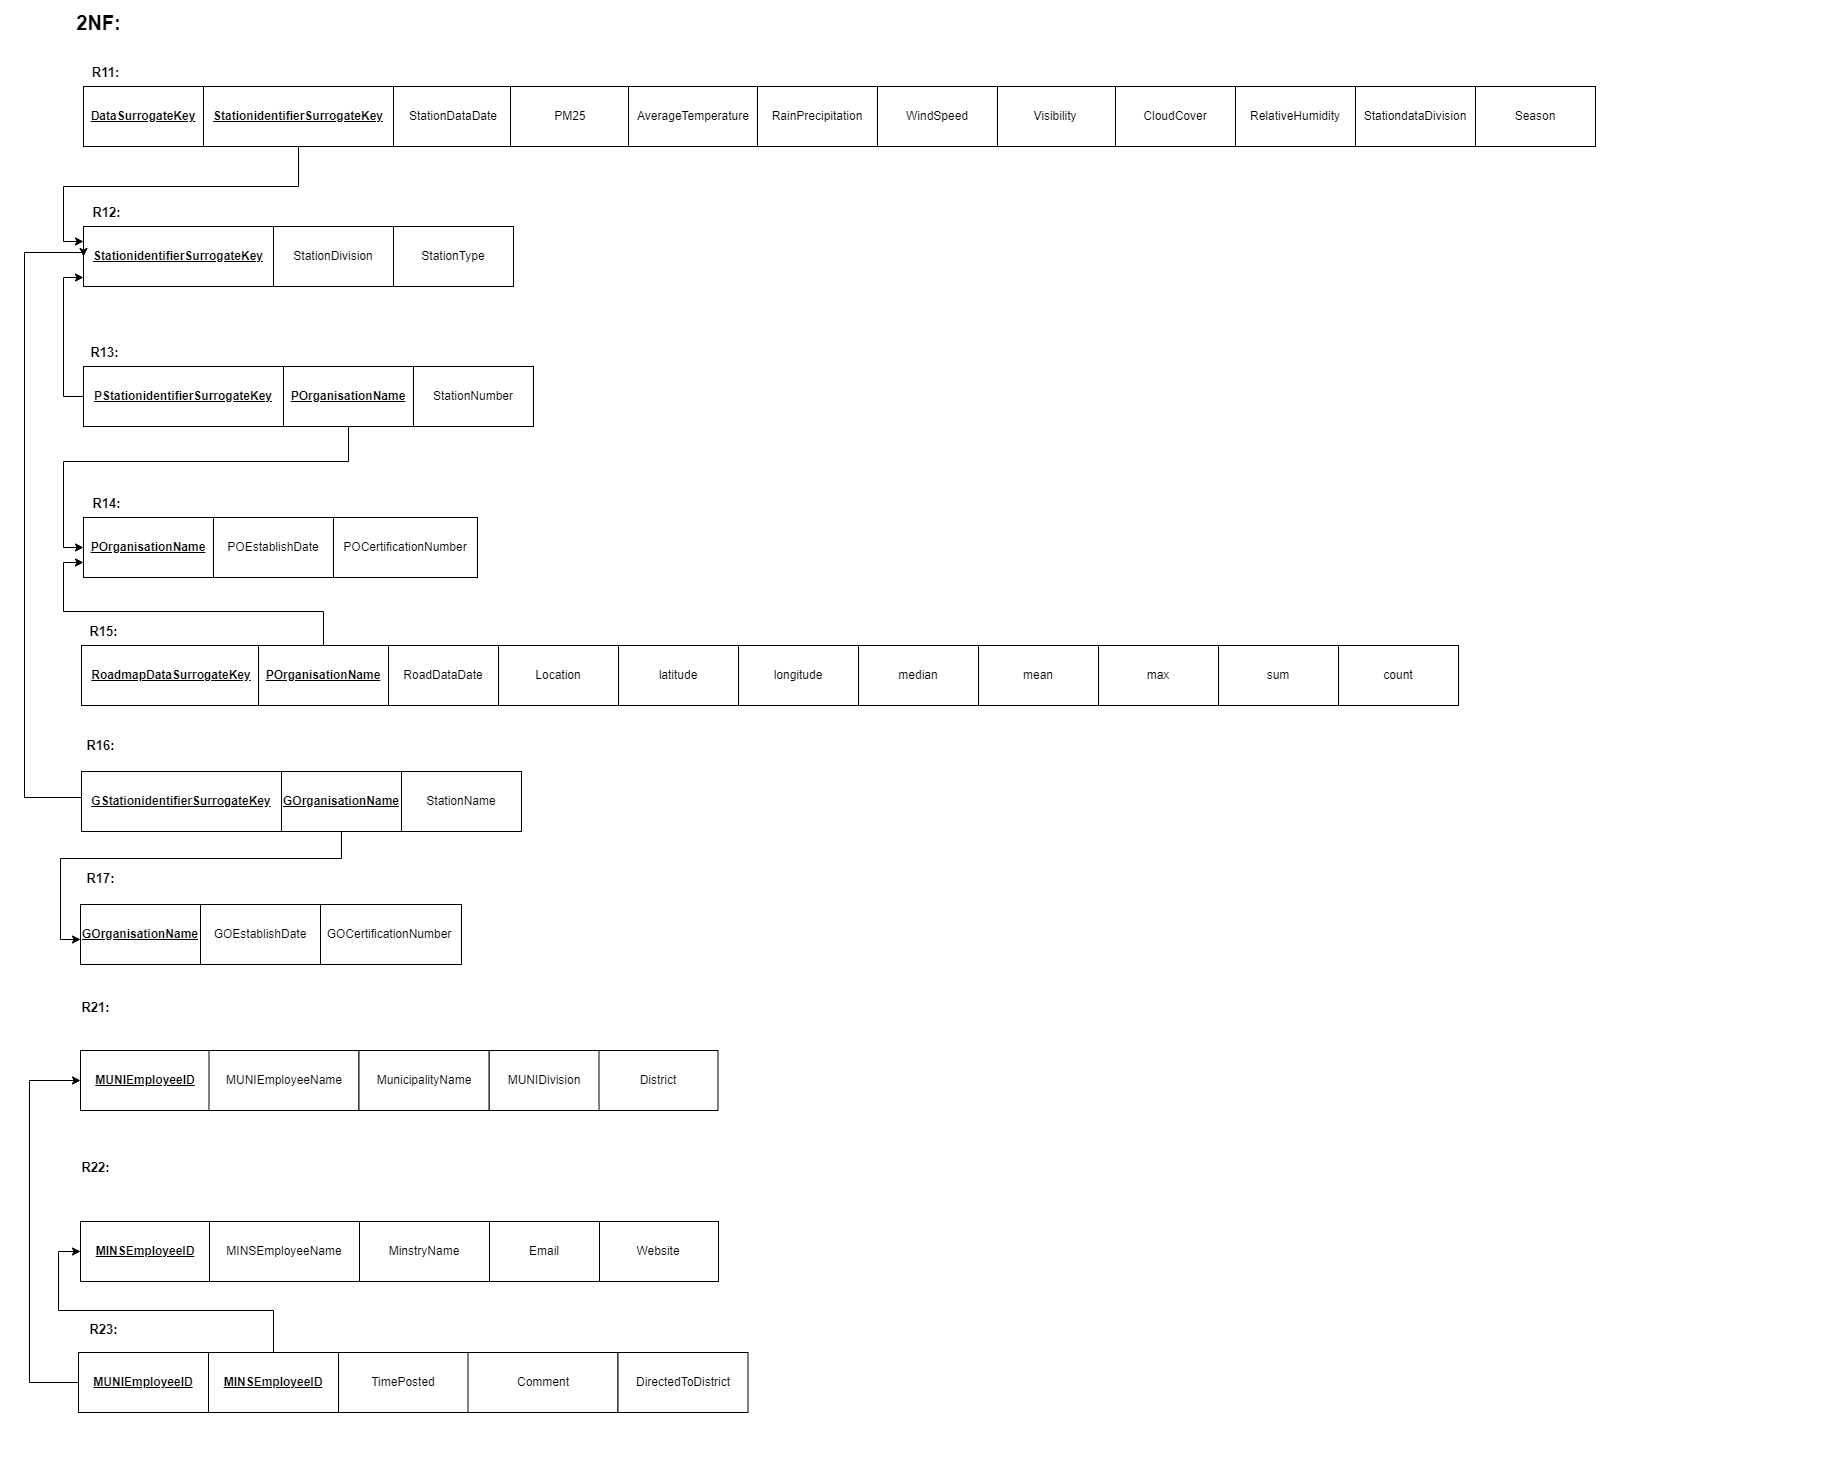 2NF:
R11:
DataSurrogateKey StationidentifierSurrogateKey StationDataDate PM25 AverageTemperature RainPrecipitation WindSpeed Visibility CloudCover RelativeHumidity StationdataDivision Season
R12:
StationidentifierSurrogateKey StationDivision StationType
R13:
PStationidentifierSurrogateKey POrganisationName StationNumber
R14:
POrganisationName POEstablishDate POCertificationNumber
R15:
RoadmapDataSurrogateKey POrganisationName RoadDataDate Location latitude longitude median mean max sum count
R16:
GStationidentifierSurrogateKey GOrganisationName StationName
R17:
GOrganisationName GOEstablishDate GOCertificationNumber
R21:
MUNIEmployeeID MUNIEmployeeName MunicipalityName MUNIDivision District
R22:
MINSEmployeeID MINSEmployeeName MinstryName Email Website
R23:
MUNIEmployeeID MINSEmployeeID TimePosted Comment DirectedToDistrict